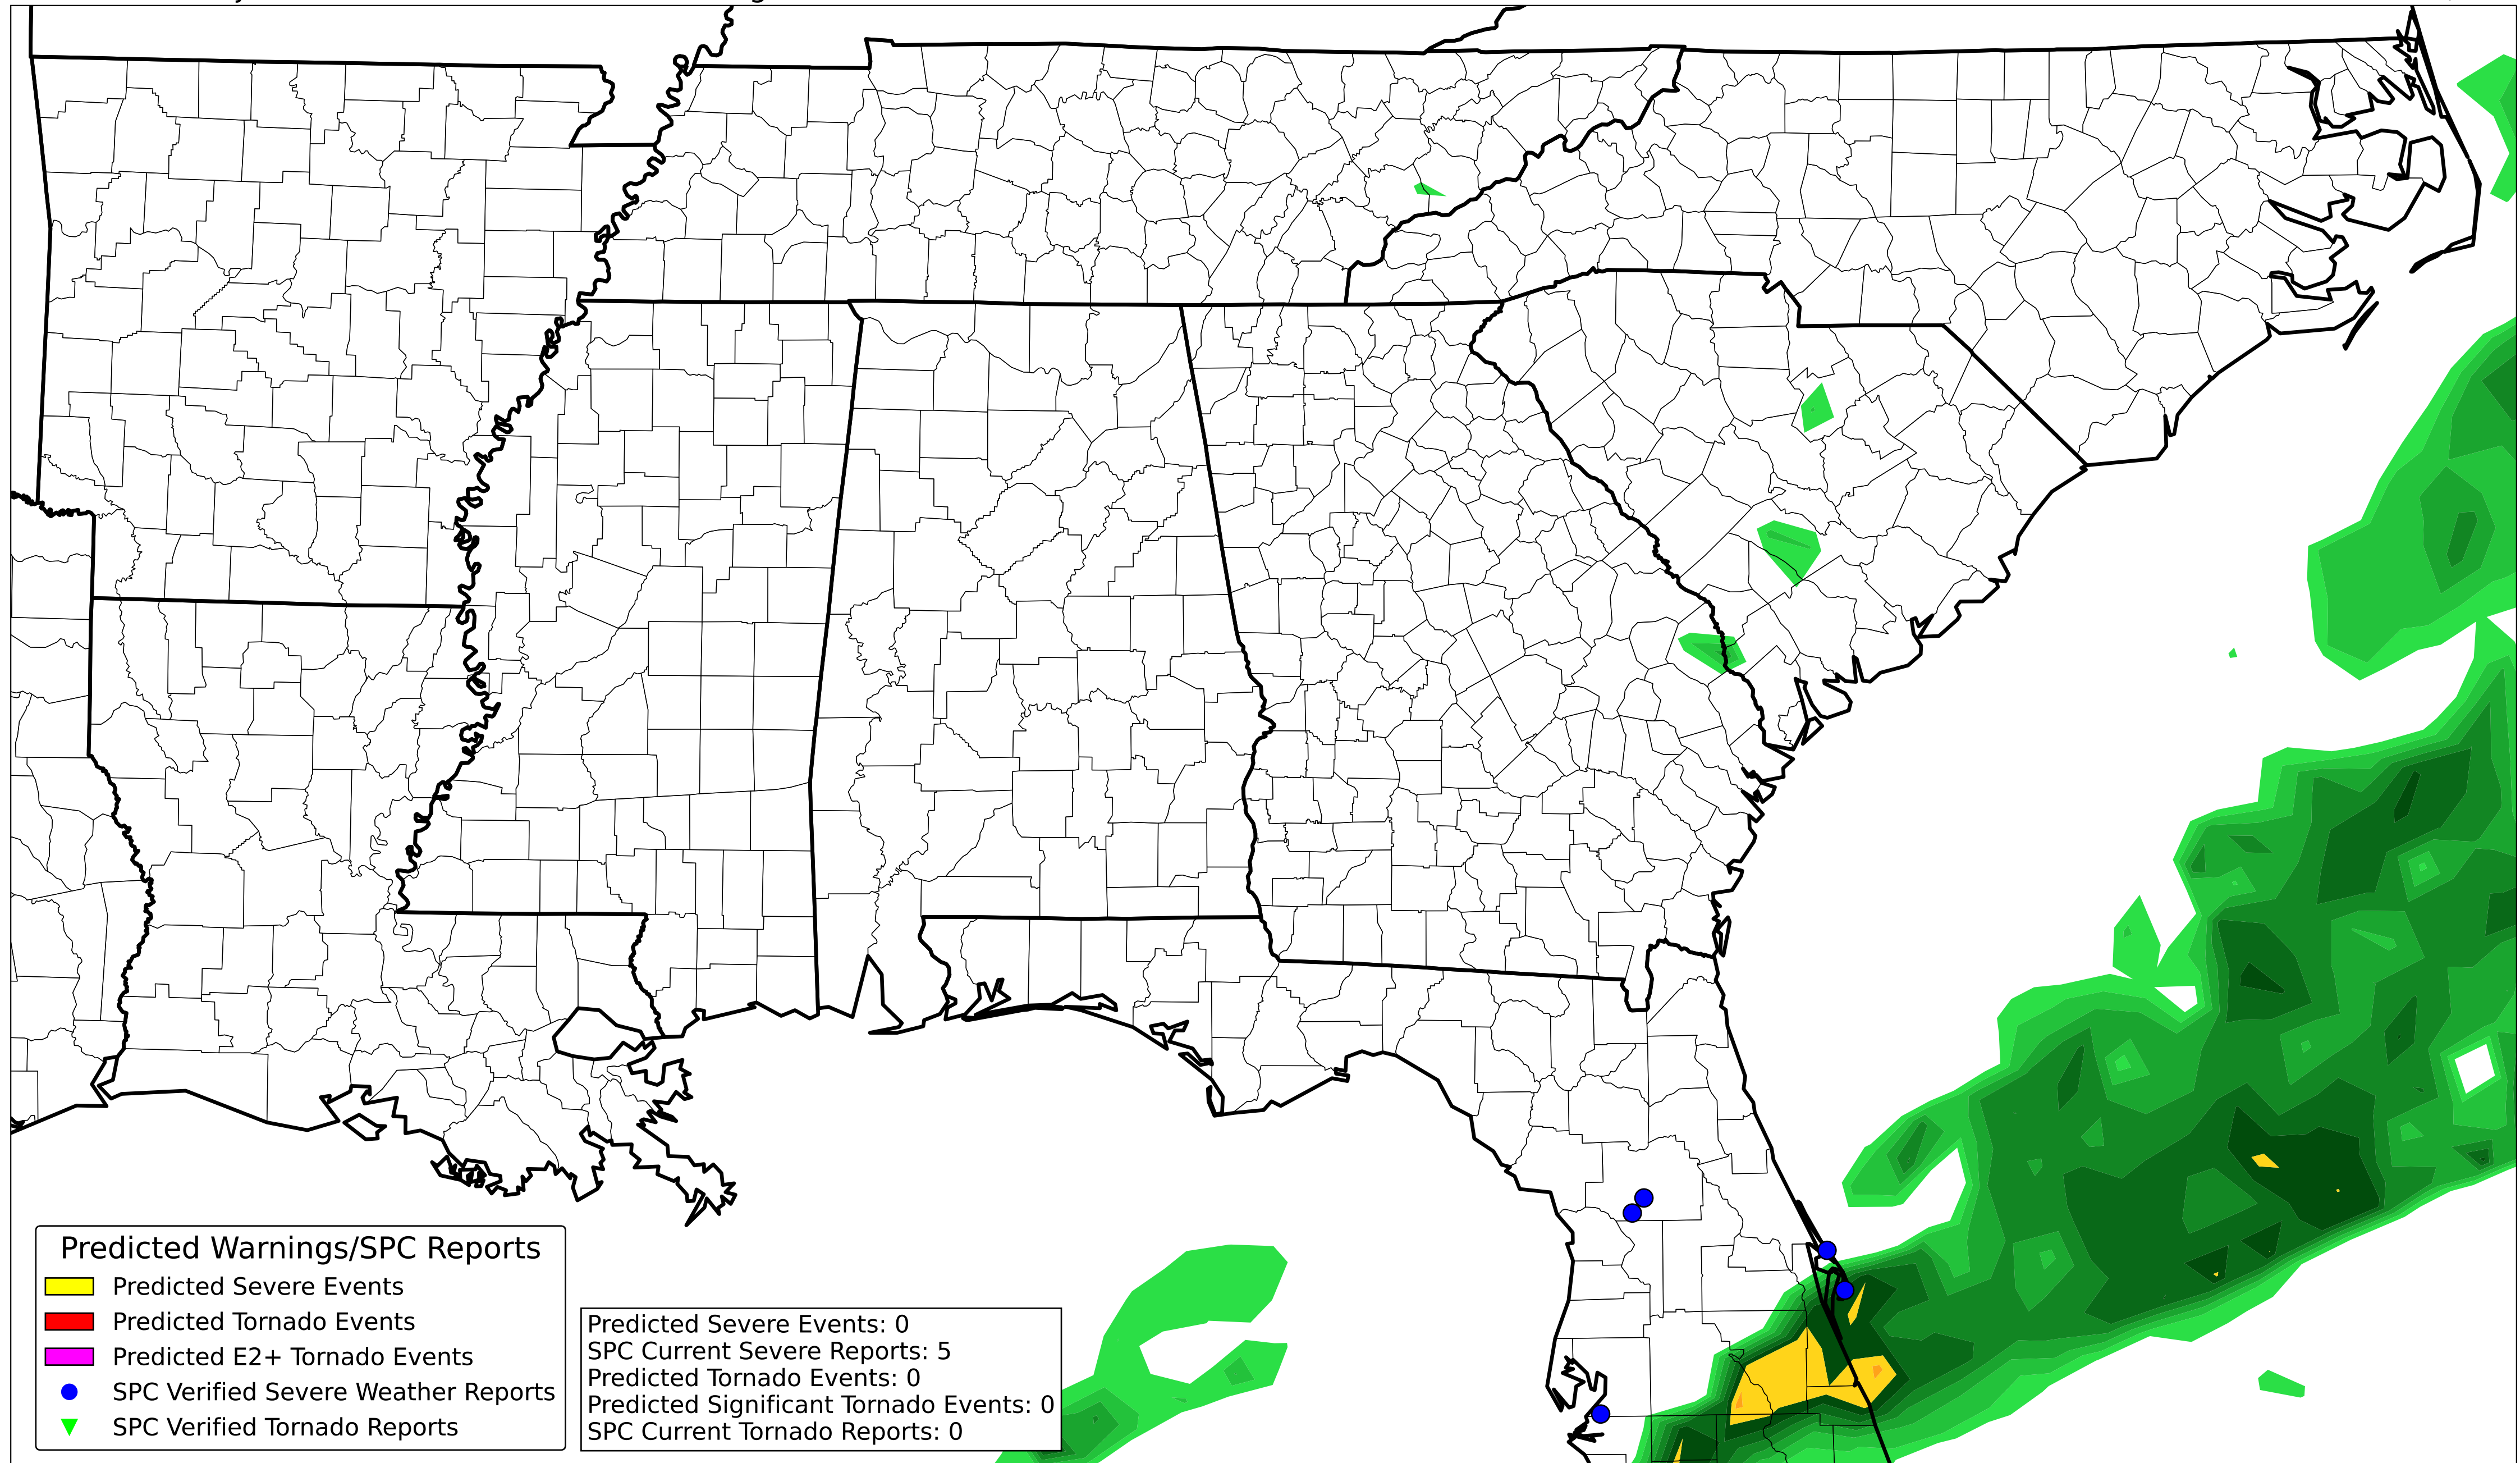 Predicted Warnings/SPC Reports
Predicted Severe Events
Predicted Tornado Events
Predicted E2+ Tornado Events
SPC Verified Severe Weather Reports
SPC Verified Tornado Reports
Predicted Severe Events: 0
SPC Current Severe Reports: 5
Predicted Tornado Events: 0
Predicted Significant Tornado Events: 0
SPC Current Tornado Reports: 0